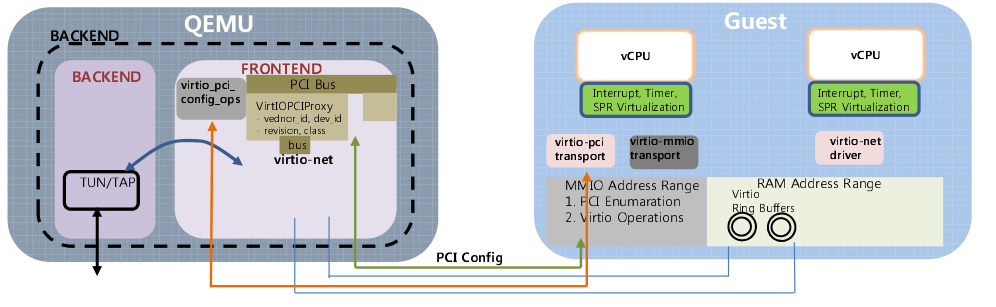 QEMU
BACKEND
BACKEND
FRONTEND
virtio_pci_
config_ops
PCI Bus
VirtIOPCIProxy
- vednor_id, dev_id
- revision, class
bus
virtio-net
TUN/TAP
PCI Config
Guest
vCPU
vCPU
Interrupt, Timer,
SPR Virtualization
Interrupt, Timer,
SPR Virtualization
virtio-pci
transport
virtio-mmio
transport
virtio-net
driver
MMIO Address Range
1. PCI Enumaration
2. Virtio Operations
RAM Address Range
Virtio
Ring Buffers